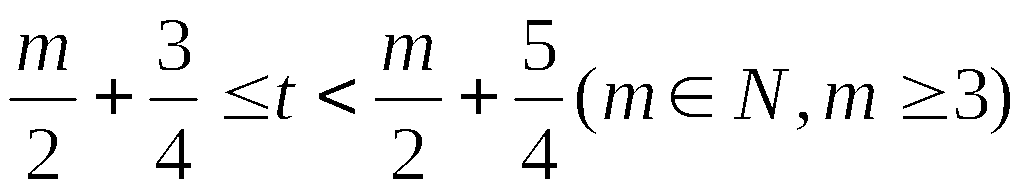 m/2 + 3/4 ≤ t < m/2 + 5/4 (m ∈ N, m ≥ 3)